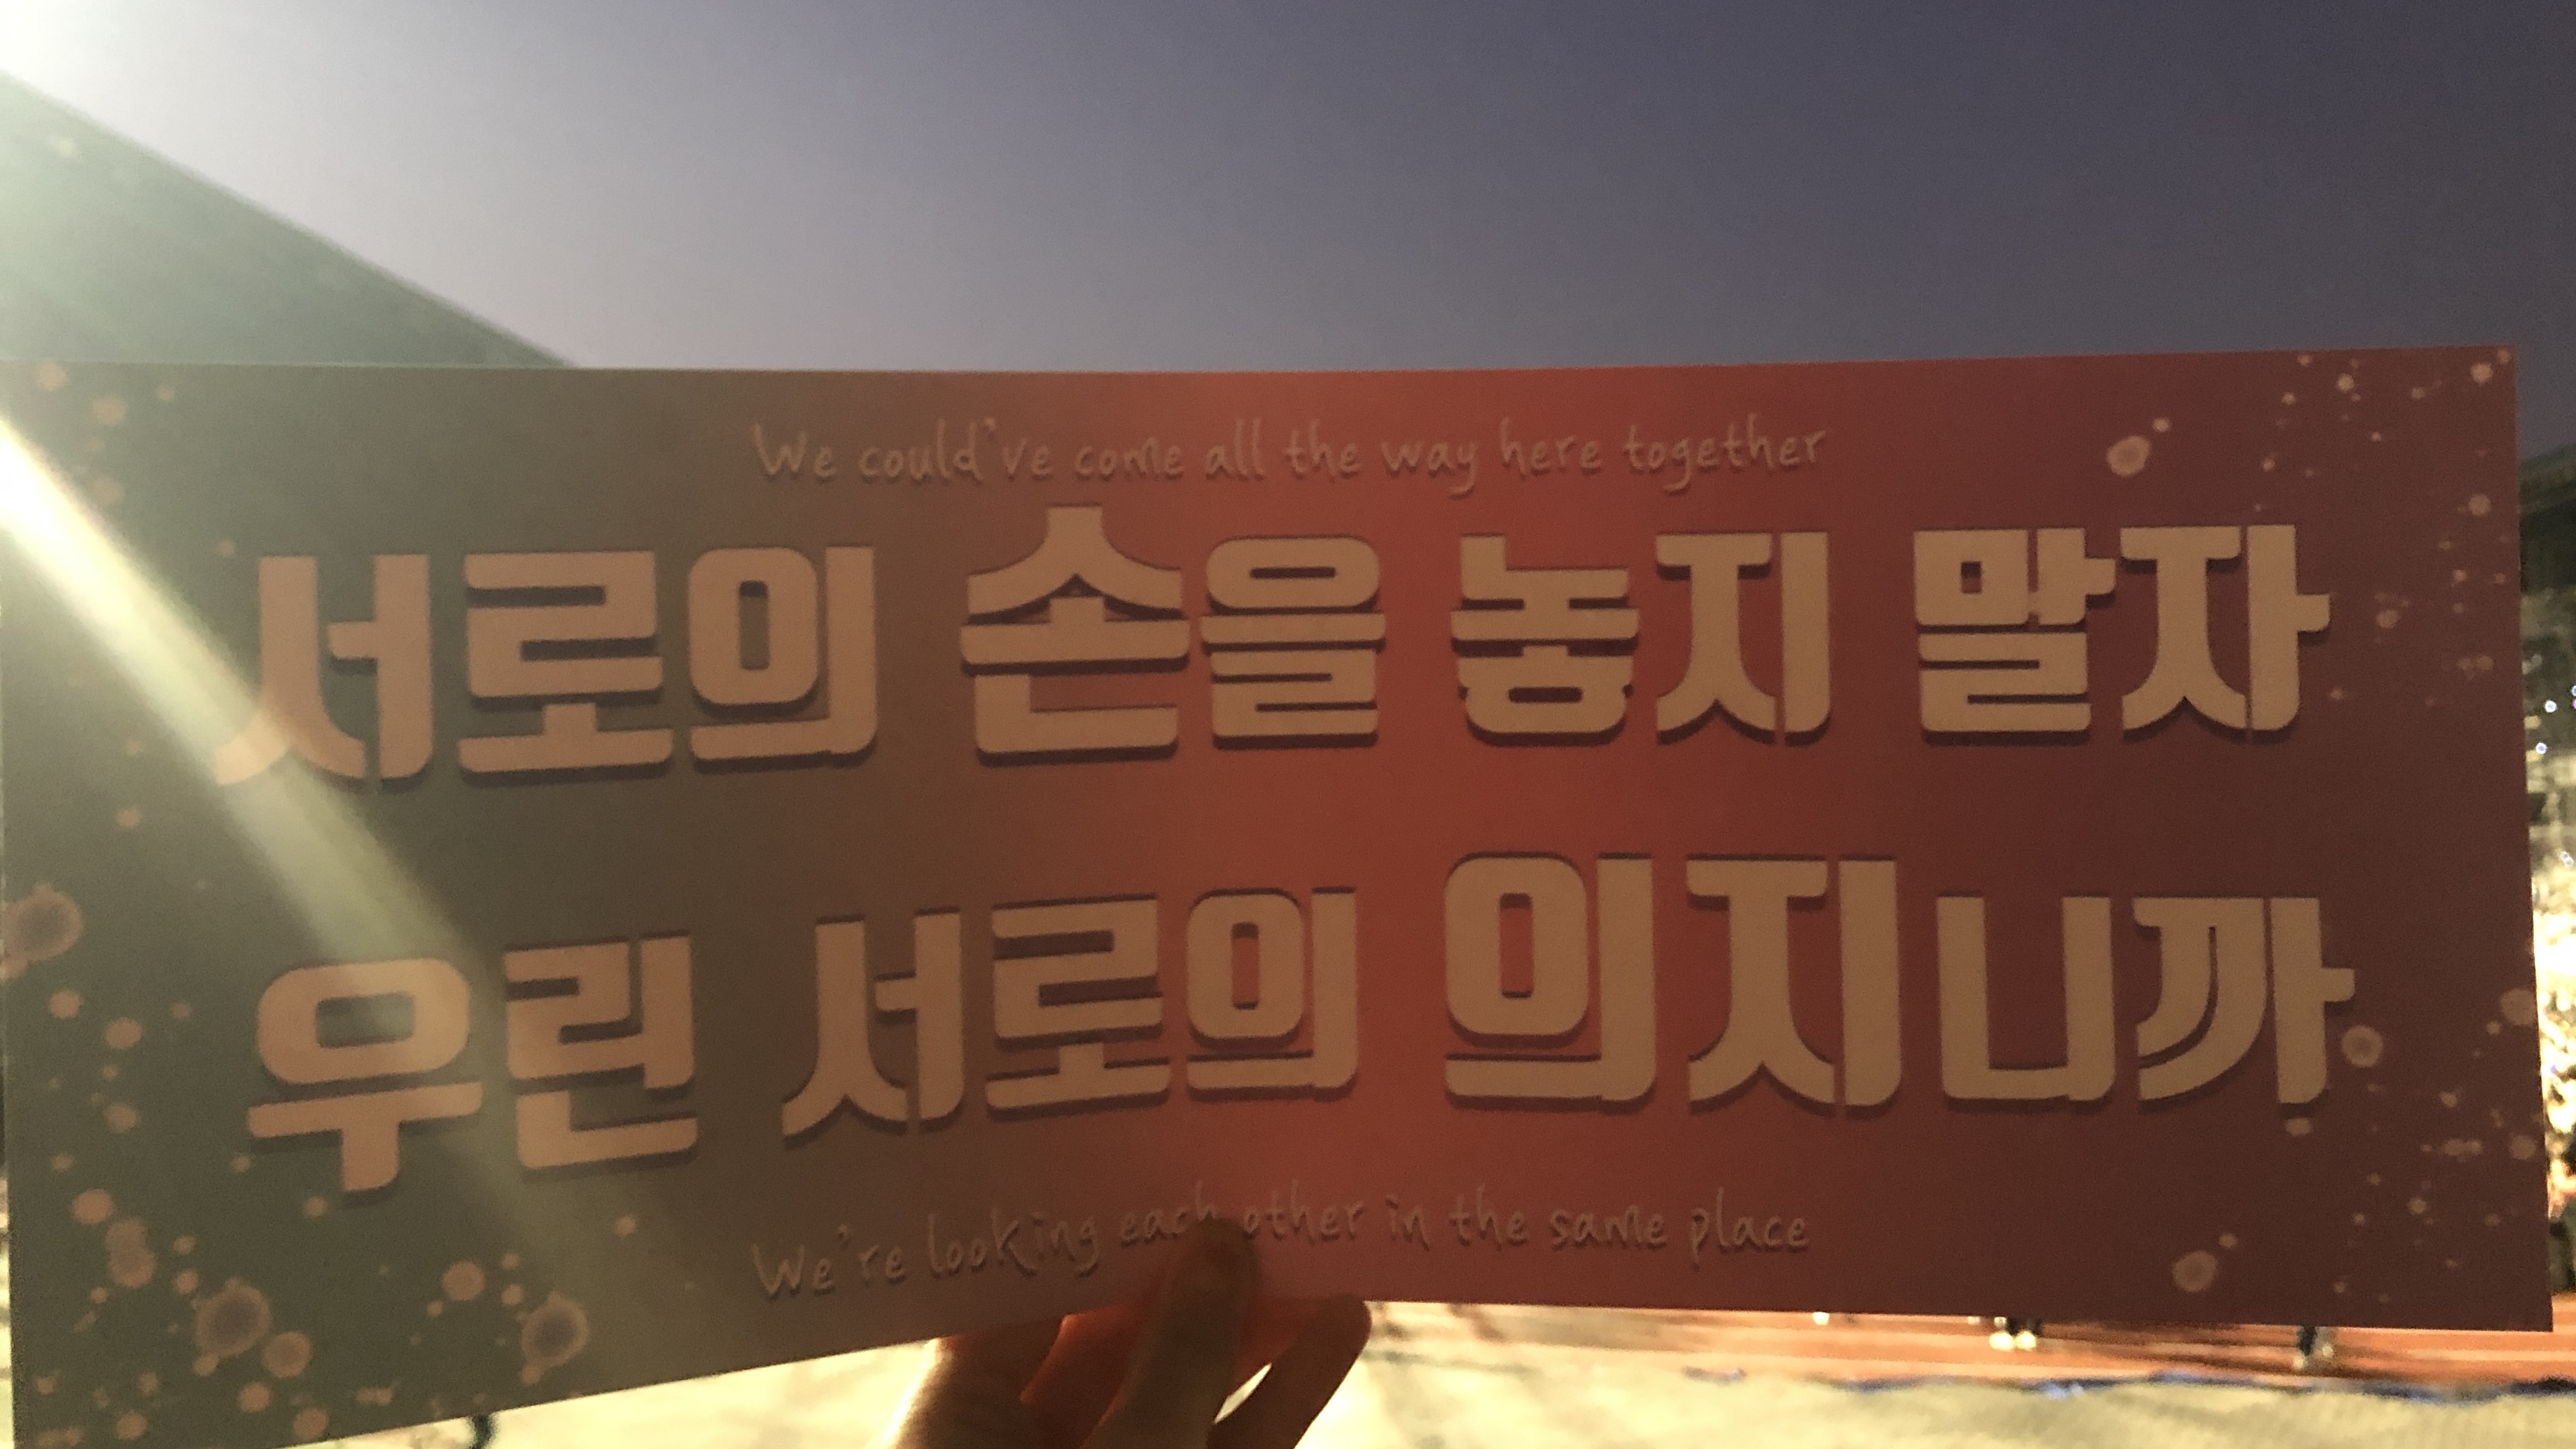 We could've come all the way here together
서로의 손을 놓지 말자
우린 서로의 의지니까
We're looking each other in the same place